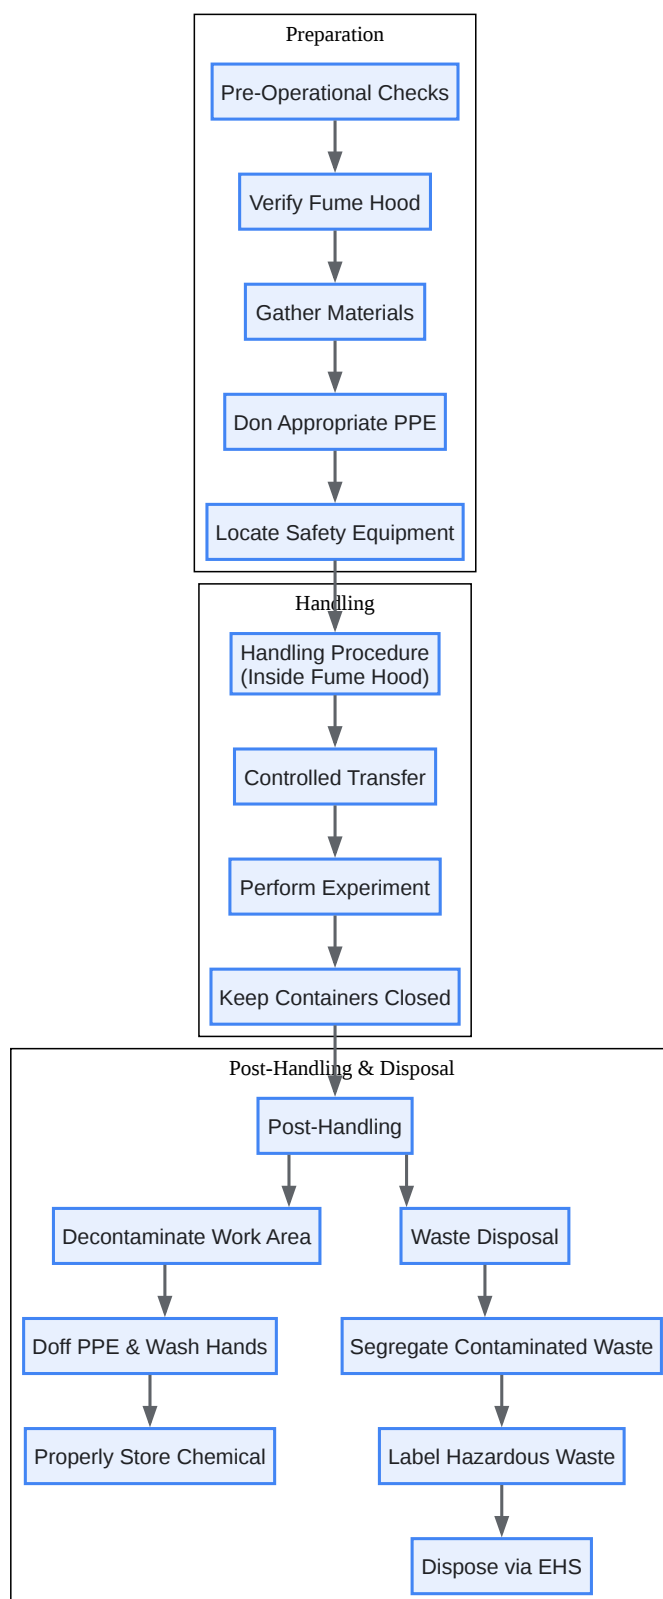 Preparation
Pre-Operational Checks
Verify Fume Hood
Gather Materials
Don Appropriate PPE
Locate Safety Equipment
Handling
Handling Procedure
(Inside Fume Hood)
Controlled Transfer
Perform Experiment
Keep Containers Closed
Post-Handling & Disposal
Post-Handling
Decontaminate Work Area
Waste Disposal
Doff PPE & Wash Hands
Segregate Contaminated Waste
Properly Store Chemical
Label Hazardous Waste
Dispose via EHS